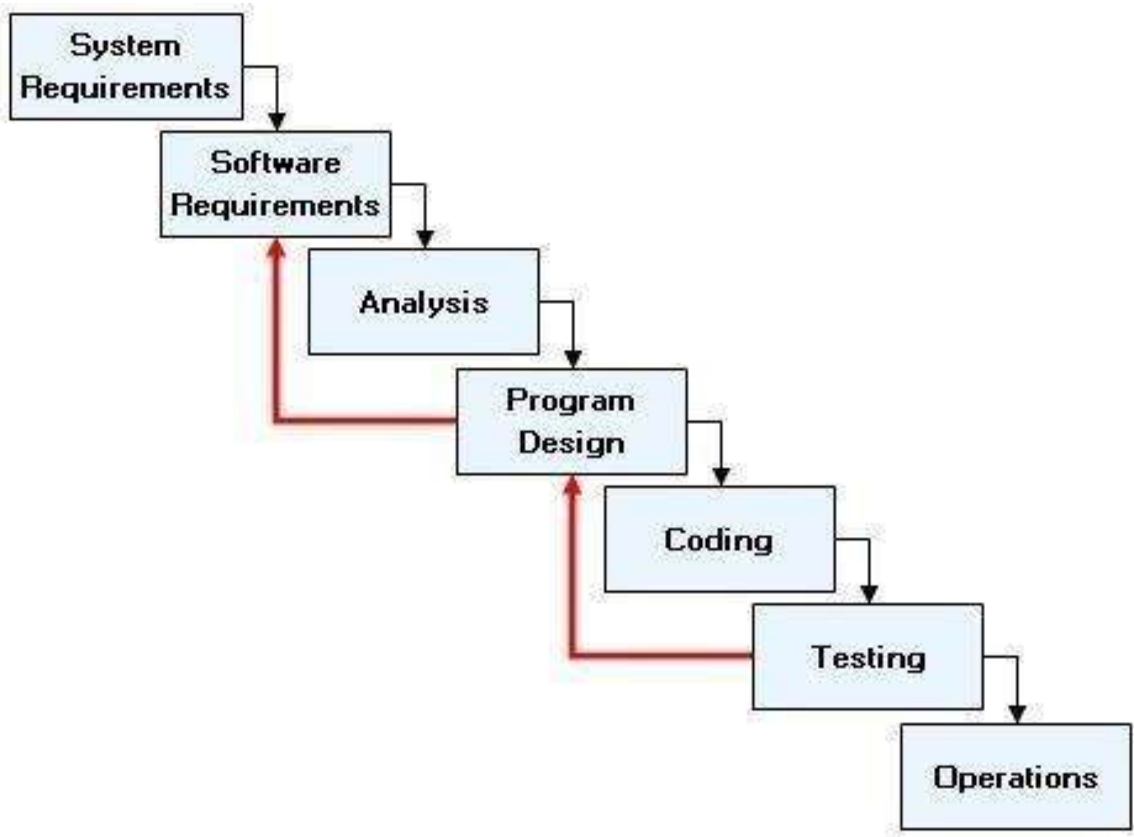 System
Requirements
Software
Requirements
Analysis
Program
Design
Coding
Testing
Operations